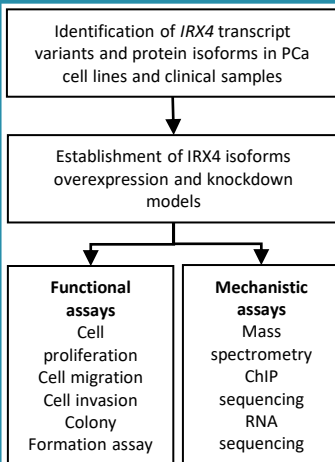 Identification of IRX4 transcript
variants and protein isoforms in PCa
cell lines and clinical samples
Establishment of IRX4 isoforms
overexpression and knockdown
models
Functional
assays
Cell
proliferation
Cell migration
Cell invasion
Colony
Formation assay
Mechanistic
assays
Mass
spectrometry
ChIP
sequencing
RNA
sequencing